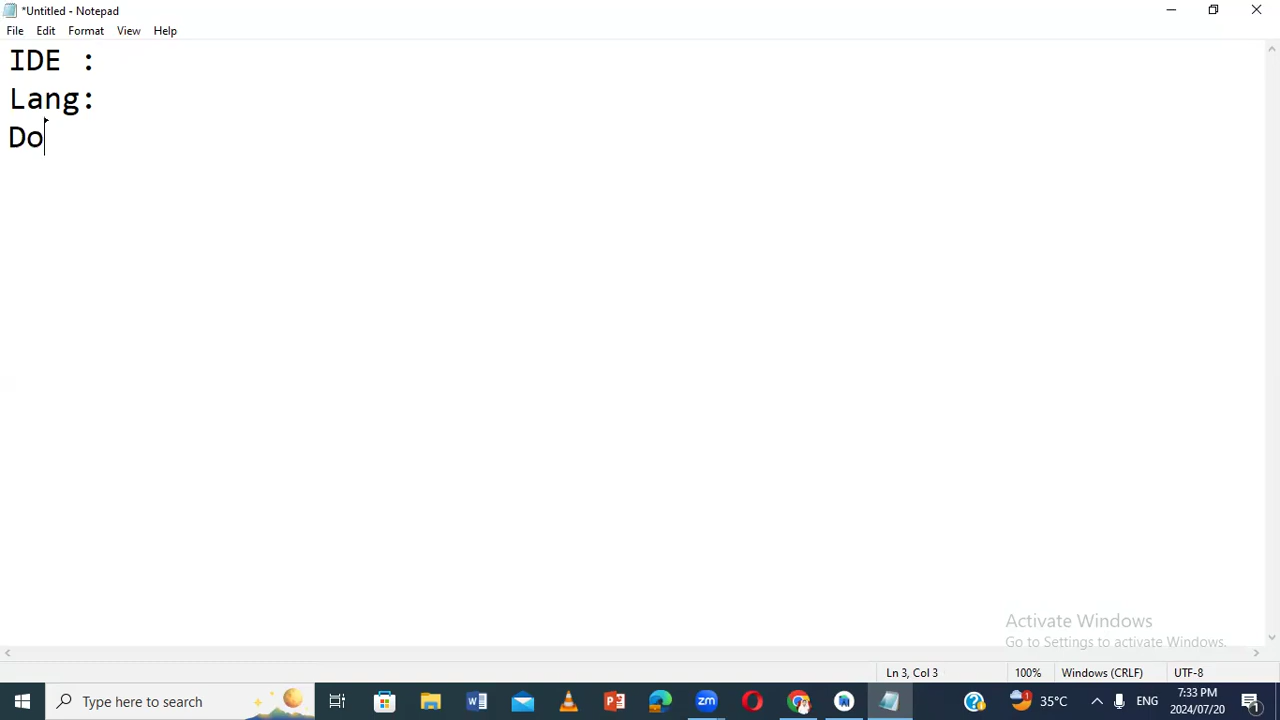 *Untitled - Notepad
File Edit Format View Help
IDE :
Lang:
Do
Activate Windows
Go to Settings to activate Windows.
Ln 3, Col 3 100% Windows (CRLF) UTF-8
Type here to search 35°C ENG 7:33 PM
2024/07/20